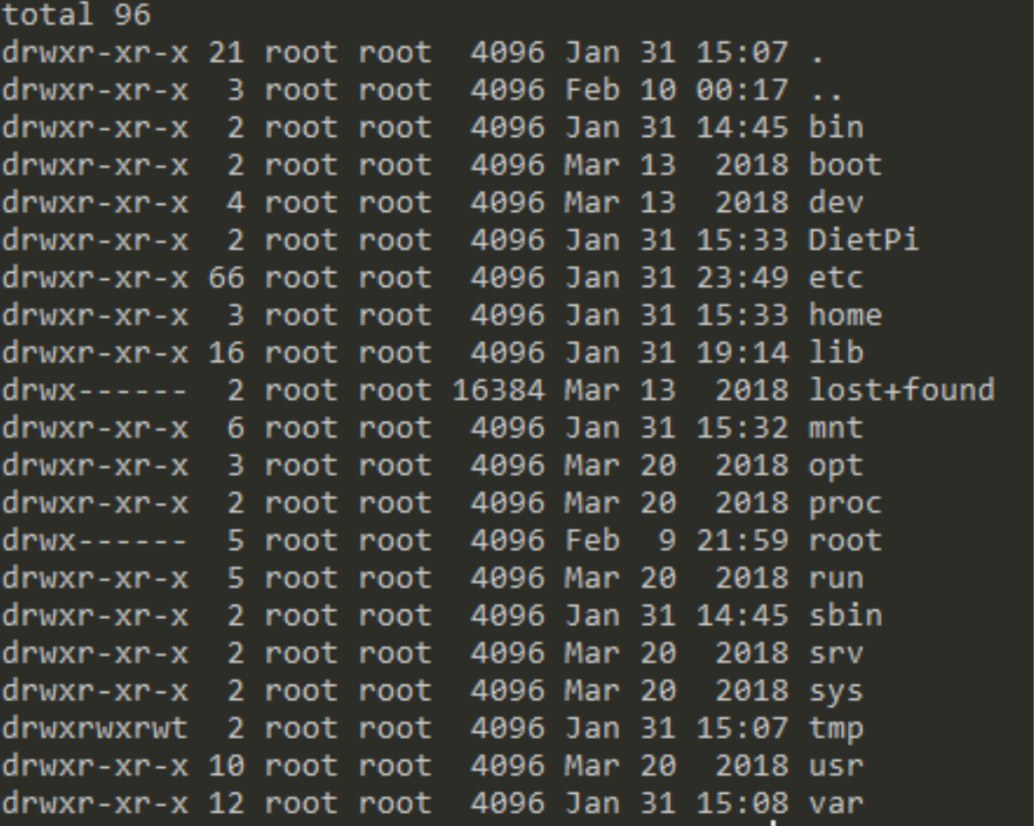 total 96
drwxr-xr-x 21 root root  4096 Jan 31 15:07 .
drwxr-xr-x  3 root root  4096 Feb 10 00:17 ..
drwxr-xr-x  2 root root  4096 Jan 31 14:45 bin
drwxr-xr-x  2 root root  4096 Mar 13  2018 boot
drwxr-xr-x  4 root root  4096 Mar 13  2018 dev
drwxr-xr-x  2 root root  4096 Jan 31 15:33 DietPi
drwxr-xr-x 66 root root  4096 Jan 31 23:49 etc
drwxr-xr-x  3 root root  4096 Jan 31 15:33 home
drwxr-xr-x 16 root root  4096 Jan 31 19:14 lib
drwx------  2 root root 16384 Mar 13  2018 lost+found
drwxr-xr-x  6 root root  4096 Jan 31 15:32 mnt
drwxr-xr-x  3 root root  4096 Mar 20  2018 opt
drwxr-xr-x  2 root root  4096 Mar 20  2018 proc
drwx------  5 root root  4096 Feb  9 21:59 root
drwxr-xr-x  5 root root  4096 Mar 20  2018 run
drwxr-xr-x  2 root root  4096 Jan 31 14:45 sbin
drwxr-xr-x  2 root root  4096 Mar 20  2018 srv
drwxr-xr-x  2 root root  4096 Mar 20  2018 sys
drwxrwxrwt  2 root root  4096 Jan 31 15:07 tmp
drwxr-xr-x 10 root root  4096 Mar 20  2018 usr
drwxr-xr-x 12 root root  4096 Jan 31 15:08 var